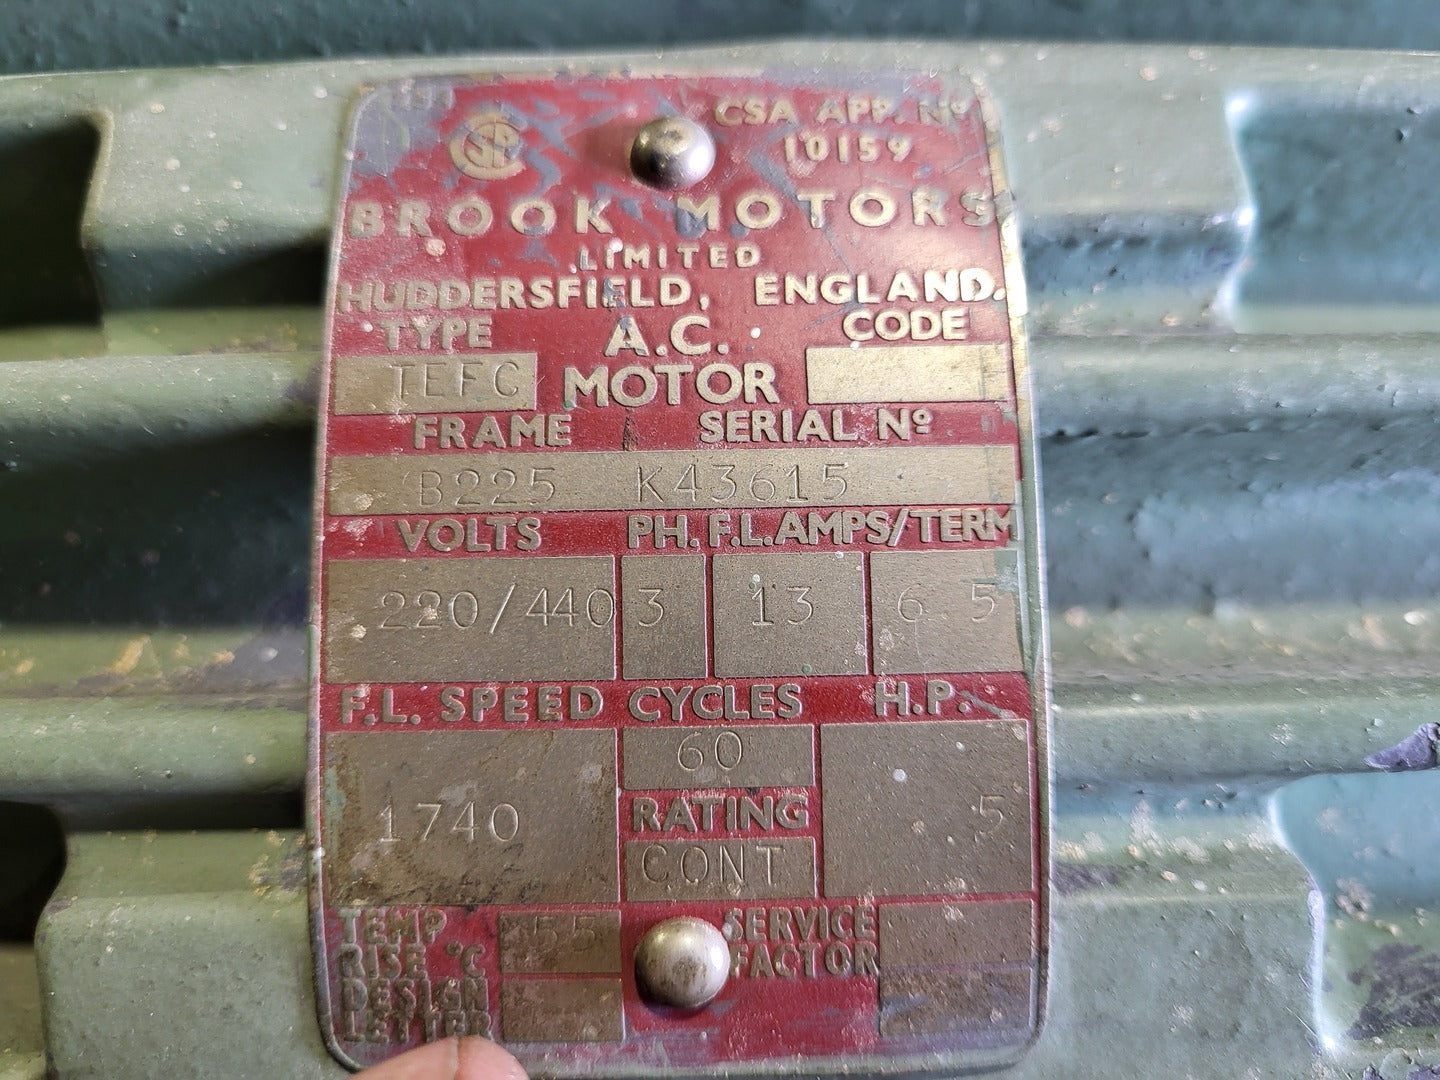 CSA CSA APP. Nº
10159
BROOK MOTORS
LIMITED
HUDDERSFIELD, ENGLAND.
TYPE A.C. CODE
TEFC MOTOR
FRAME SERIAL Nº
B225 K43615
VOLTS PH. F.L. AMPS/TERM
220/440 3 13 6.5
F.L. SPEED CYCLES H.P.
60
1740 RATING 5
CONT
TEMP 55 SERVICE
RISE °C FACTOR
DESIGN
LETTER